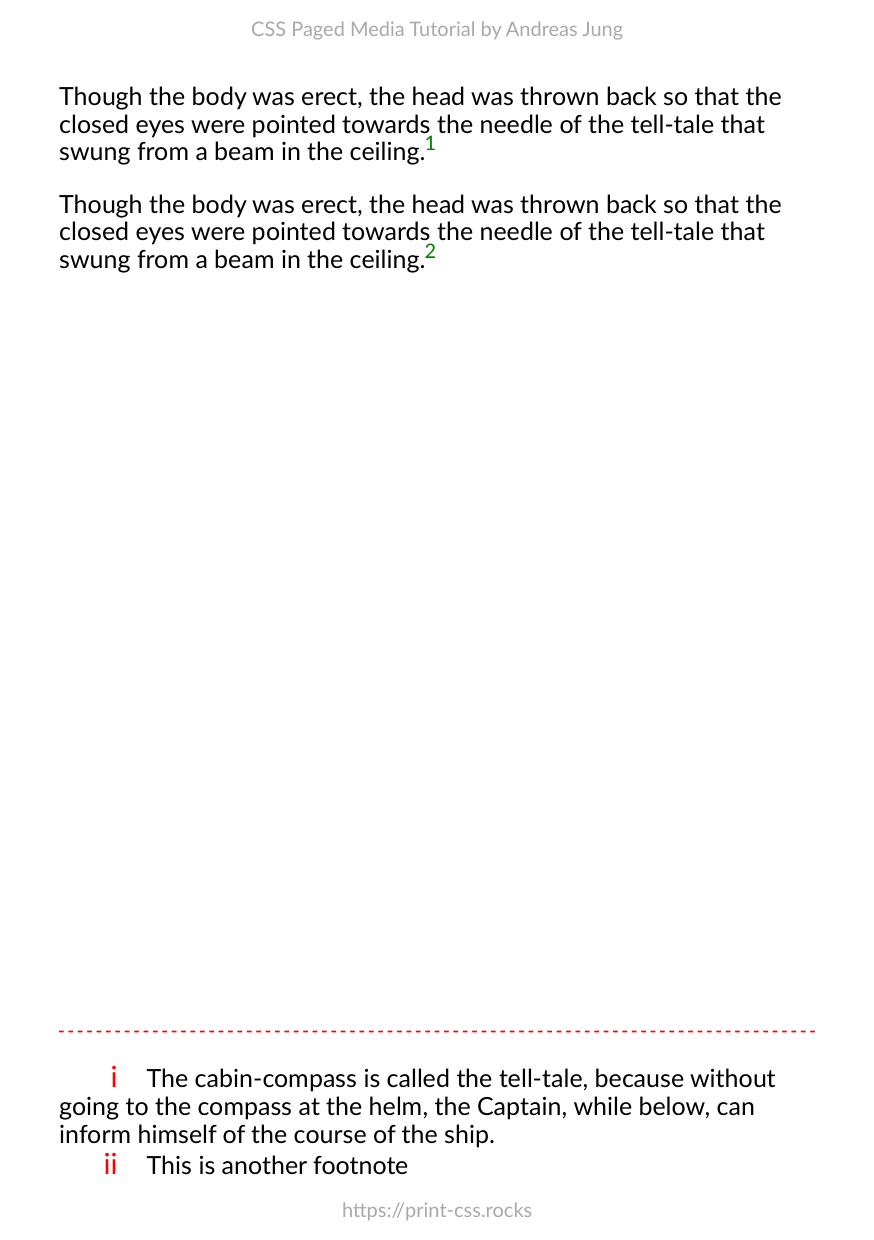 CSS Paged Media Tutorial by Andreas Jung
Though the body was erect, the head was thrown back so that the
closed eyes were pointed towards the needle of the tell-tale that
swung from a beam in the ceiling.1
Though the body was erect, the head was thrown back so that the
closed eyes were pointed towards the needle of the tell-tale that
swung from a beam in the ceiling.2
i The cabin-compass is called the tell-tale, because without
going to the compass at the helm, the Captain, while below, can
inform himself of the course of the ship.
ii This is another footnote
https://print-css.rocks